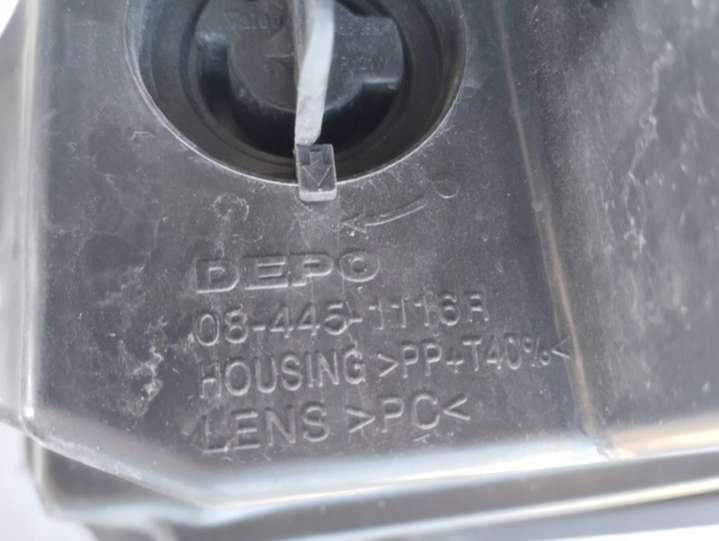 DEPO
08-445-1116R
HOUSING >PP+T40%<
LENS >PC<